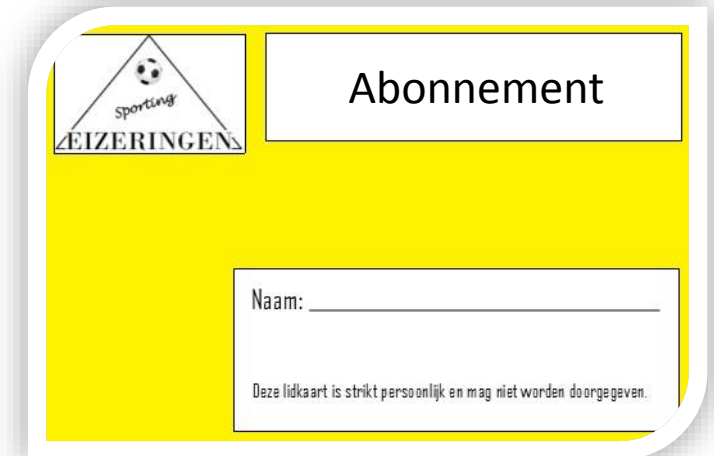 Sporting
EIZERINGEN
Abonnement
Naam:
Deze lidkaart is strikt persoonlijk en mag niet worden doorgegeven.